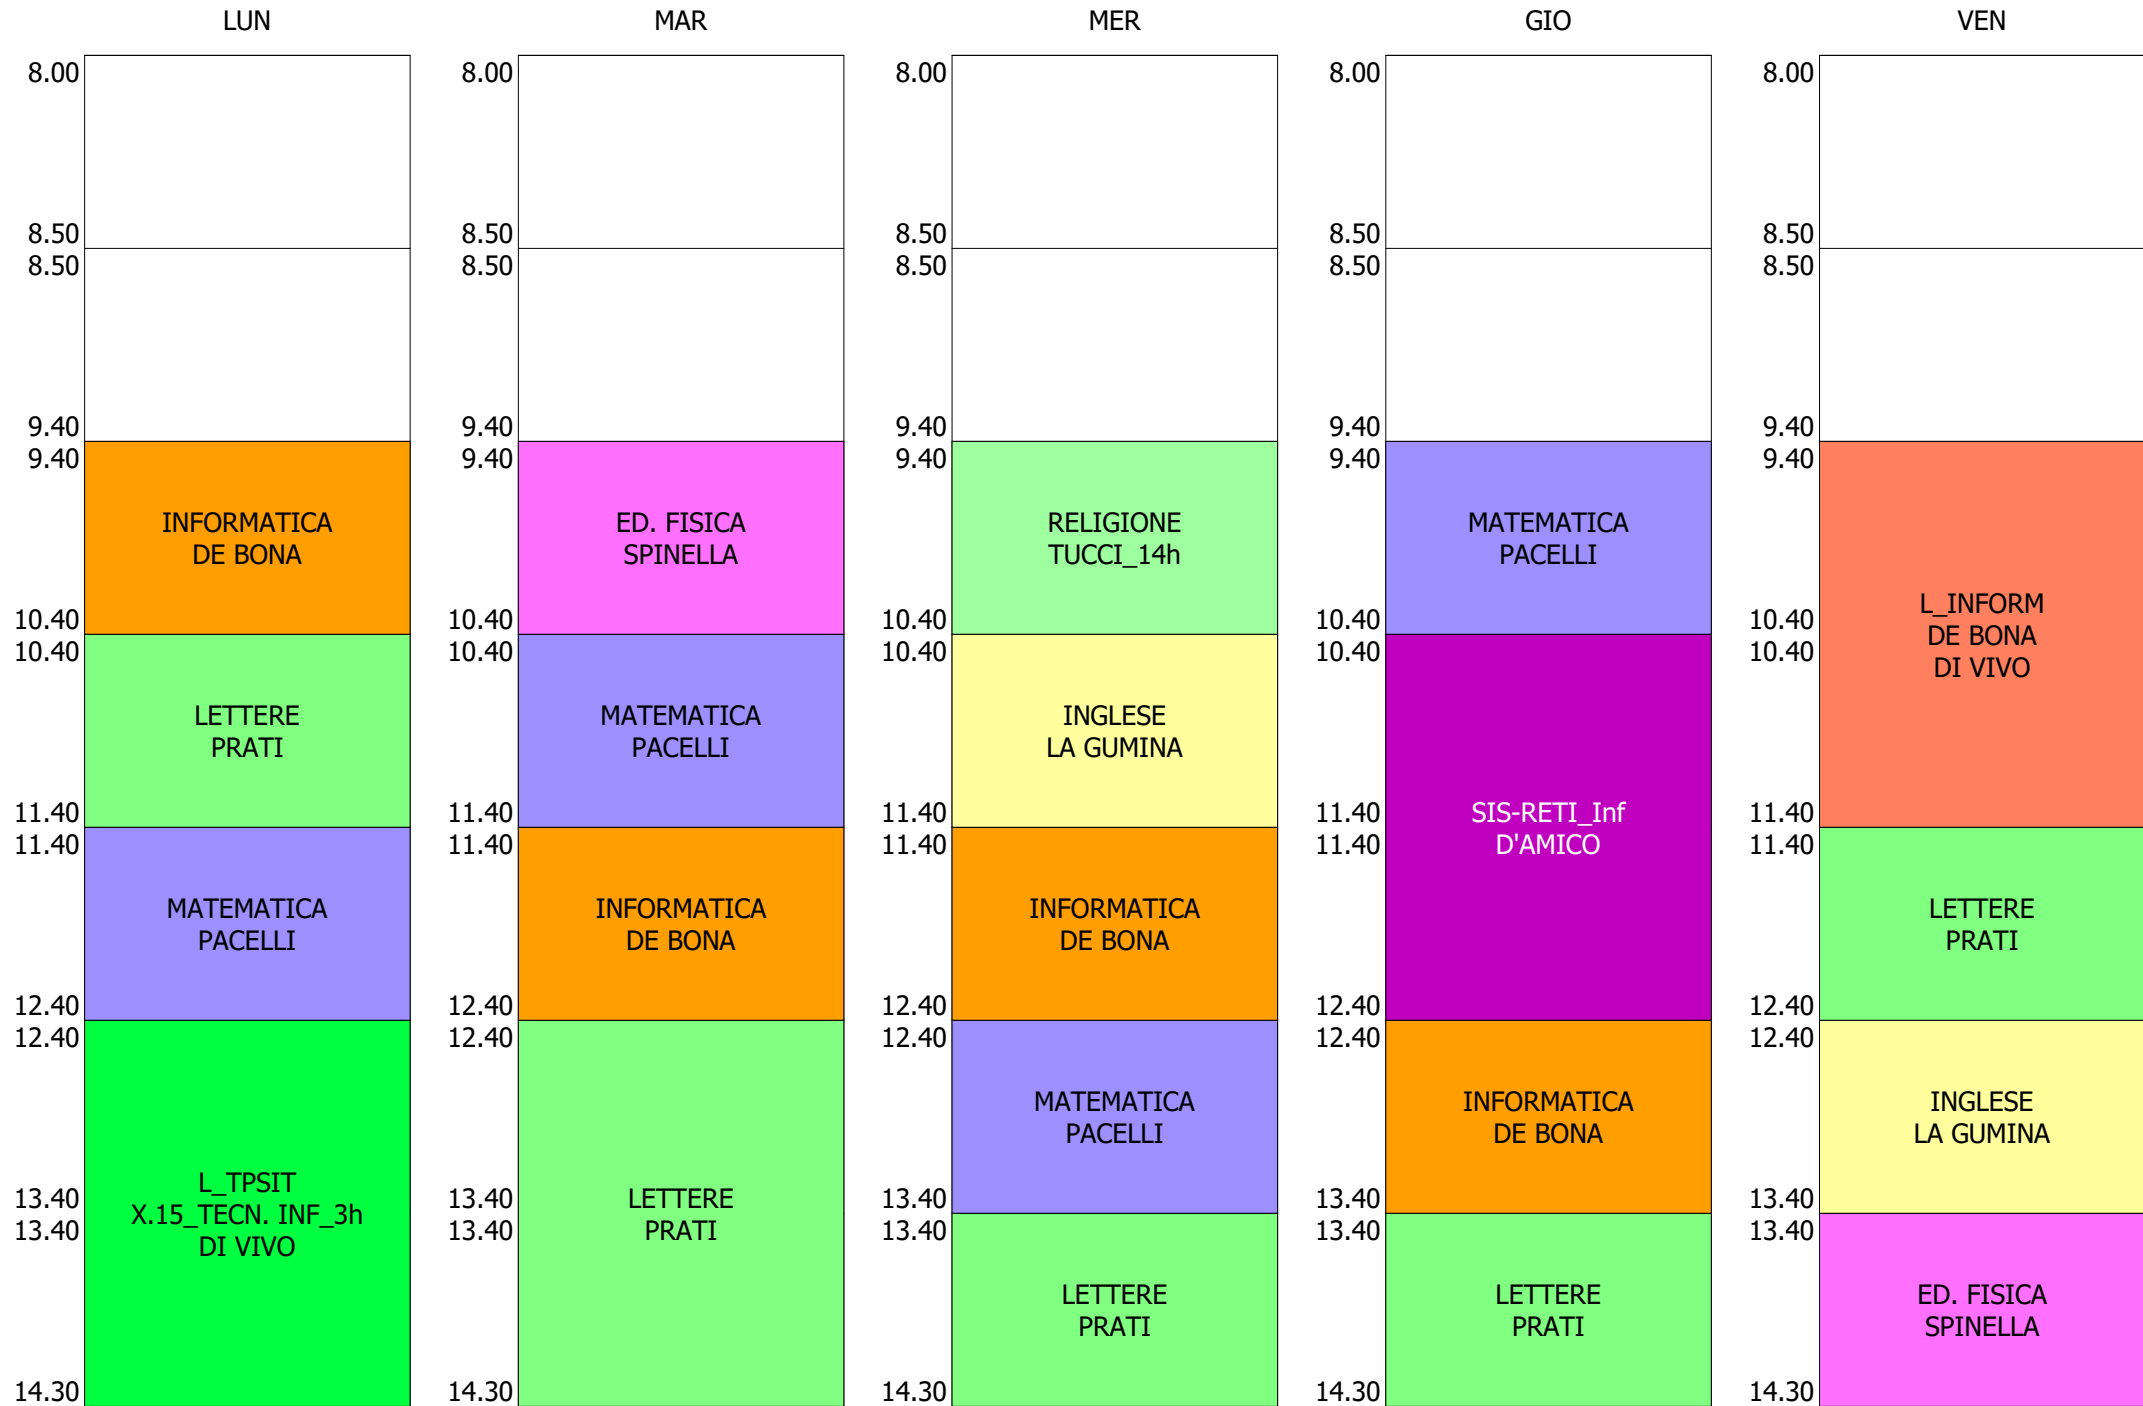 LUN
8.00
8.50
8.50
9.40
9.40
INFORMATICA
DE BONA
10.40
10.40
LETTERE
PRATI
11.40
11.40
MATEMATICA
PACELLI
12.40
12.40
L_TPSIT
X.15_TECN. INF_3h
DI VIVO
13.40
13.40
14.30
MAR
8.00
8.50
8.50
9.40
9.40
ED. FISICA
SPINELLA
10.40
10.40
MATEMATICA
PACELLI
11.40
11.40
INFORMATICA
DE BONA
12.40
12.40
LETTERE
PRATI
13.40
13.40
14.30
MER
8.00
8.50
8.50
9.40
9.40
RELIGIONE
TUCCI_14h
10.40
10.40
INGLESE
LA GUMINA
11.40
11.40
INFORMATICA
DE BONA
12.40
12.40
MATEMATICA
PACELLI
13.40
13.40
LETTERE
PRATI
14.30
GIO
8.00
8.50
8.50
9.40
9.40
MATEMATICA
PACELLI
10.40
10.40
SIS-RETI_Inf
D'AMICO
11.40
11.40
12.40
12.40
INFORMATICA
DE BONA
13.40
13.40
LETTERE
PRATI
14.30
VEN
8.00
8.50
8.50
9.40
9.40
L_INFORM
DE BONA
DI VIVO
10.40
10.40
11.40
11.40
LETTERE
PRATI
12.40
12.40
INGLESE
LA GUMINA
13.40
13.40
ED. FISICA
SPINELLA
14.30